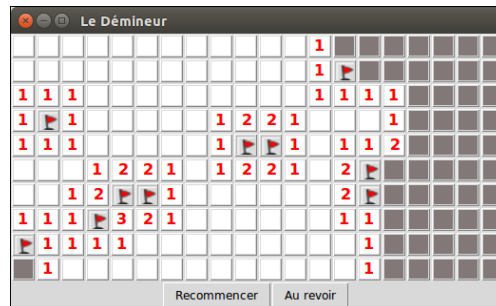 Le Démineur
1
1
1 1 1 1 1 1 1
1 1 1 2 2 1 1
1 1 1 1 1 1 1 2
1 2 2 1 1 2 2 1 2
1 2 1 2
1 1 1 3 2 1 1 1
1 1 1 1 1
1 1
Recommencer Au revoir